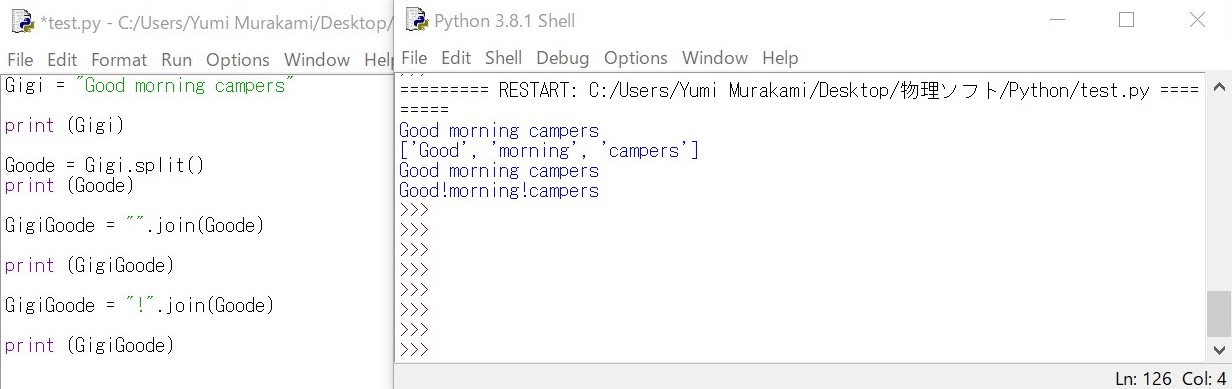 *test.py - C:/Users/Yumi Murakami/Desktop/
File Edit Format Run Options Window
Gigi = "Good morning campers"
print (Gigi)
Goode = Gigi.split()
print (Goode)
GigiGoode = "".join(Goode)
print (GigiGoode)
GigiGoode = "!".join(Goode)
print (GigiGoode)
Python 3.8.1 Shell
File Edit Shell Debug Options Window Help
========= RESTART: C:/Users/Yumi Murakami/Desktop/物理ソフト/Python/test.py ====
=====
Good morning campers
['Good', 'morning', 'campers']
Good morning campers
Good!morning!campers
>>>
>>>
>>>
>>>
>>>
>>>
>>>
>>>
Ln: 126 Col: 4